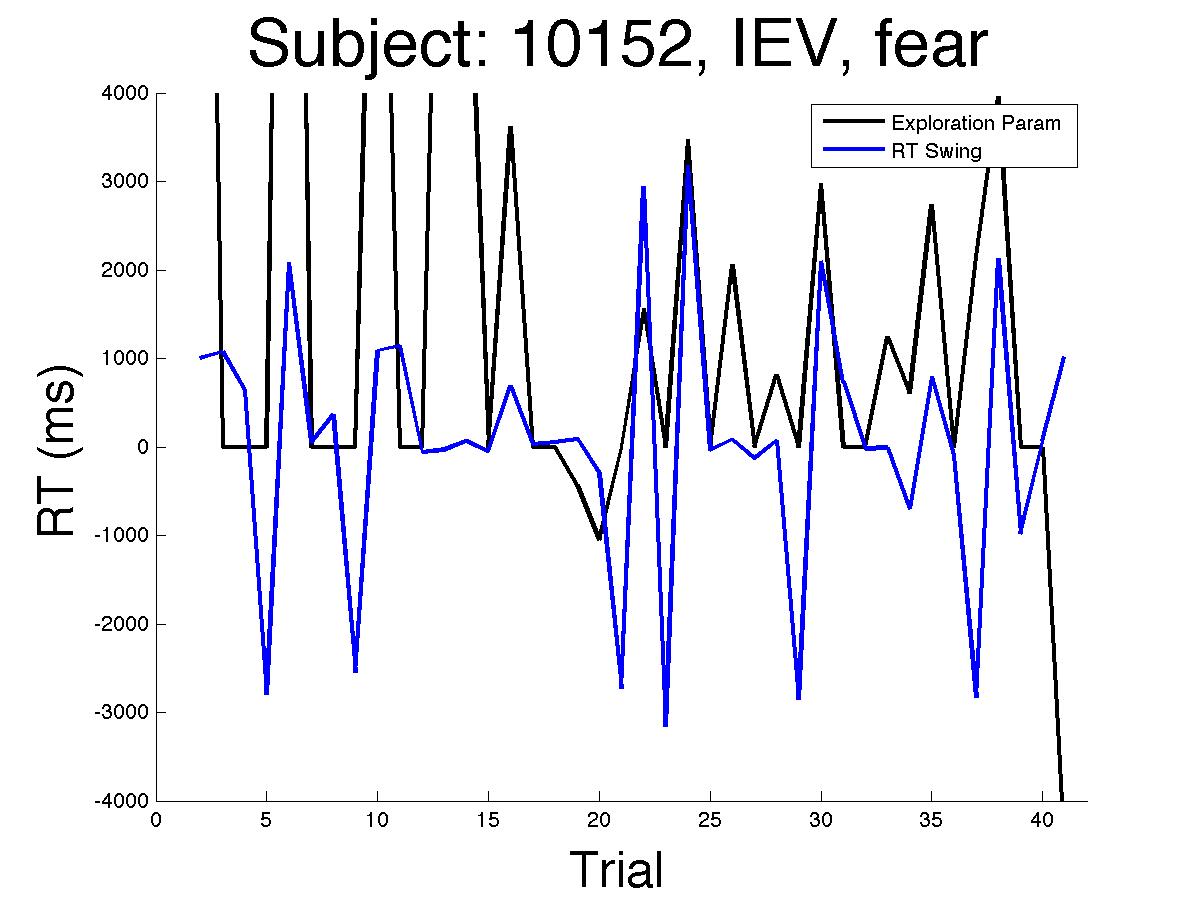 Subject: 10152, IEV, fear
4000
3000
2000
1000
0
-1000
-2000
-3000
-4000
RT (ms)
Exploration Param
RT Swing
0 5 10 15 20 25 30 35 40
Trial